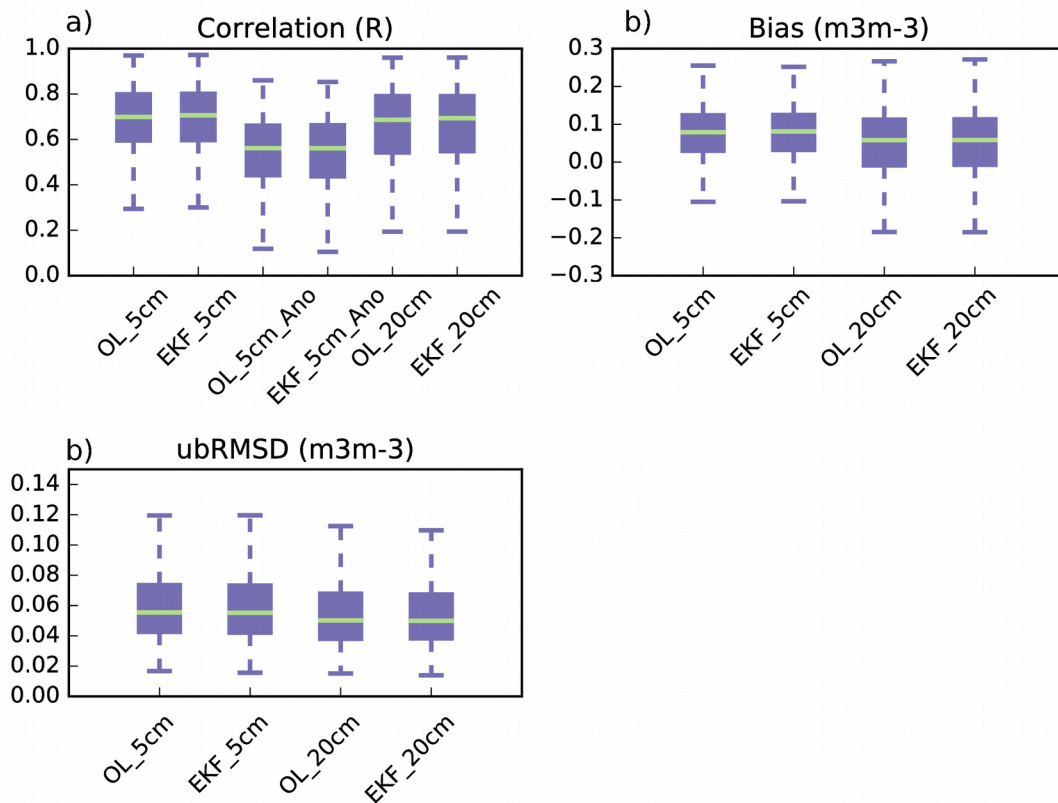 a)
Correlation (R)
1.0
0.8
0.6
0.4
0.2
0.0
OL_5cm
EKF_5cm
OL_5cm_Ano
EKF_5cm_Ano
OL_20cm
EKF_20cm
b)
Bias (m3m-3)
0.3
0.2
0.1
0.0
−0.1
−0.2
−0.3
OL_5cm
EKF_5cm
OL_20cm
EKF_20cm
b)
ubRMSD (m3m-3)
0.14
0.12
0.10
0.08
0.06
0.04
0.02
0.00
OL_5cm
EKF_5cm
OL_20cm
EKF_20cm